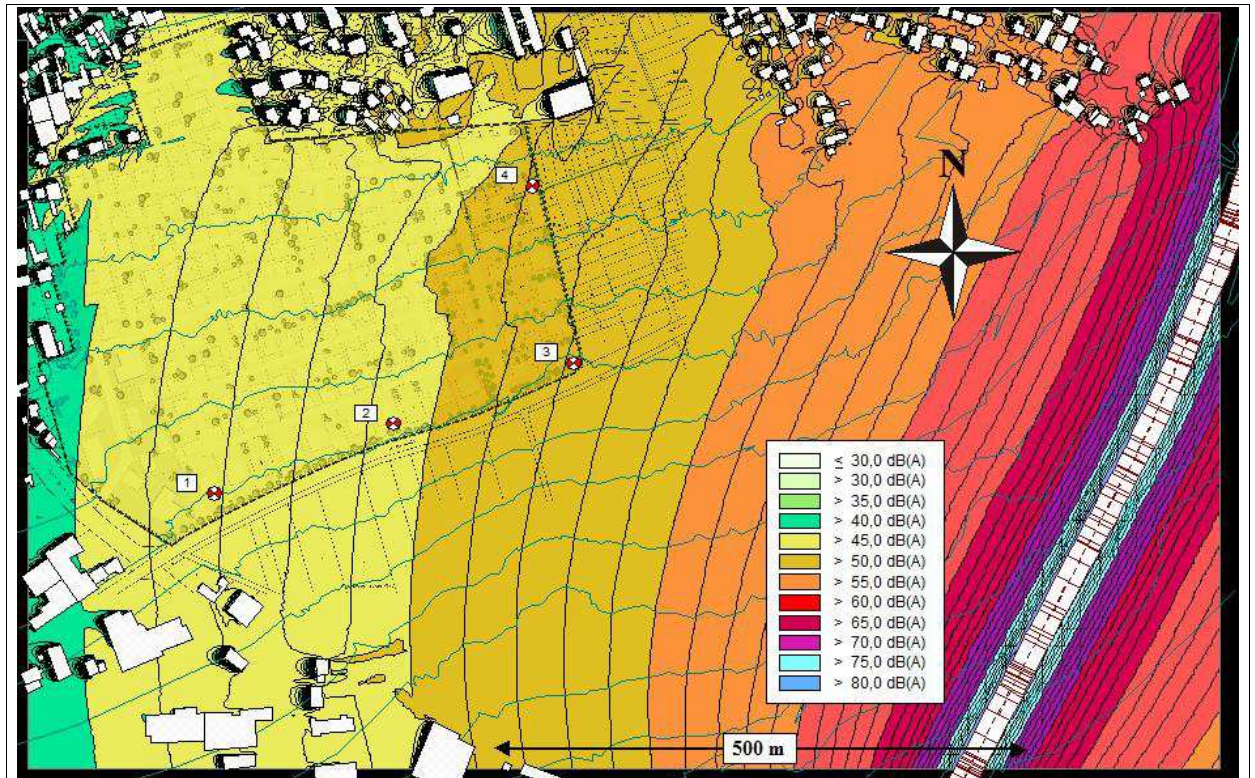 N
4
3
2
1
≤ 30,0 dB(A)
> 30,0 dB(A)
> 35,0 dB(A)
> 40,0 dB(A)
> 45,0 dB(A)
> 50,0 dB(A)
> 55,0 dB(A)
> 60,0 dB(A)
> 65,0 dB(A)
> 70,0 dB(A)
> 75,0 dB(A)
> 80,0 dB(A)
500 m